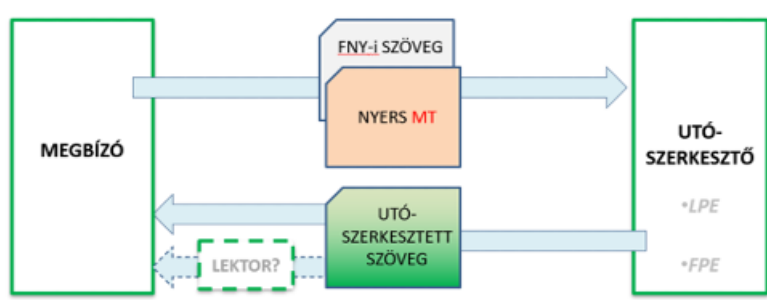 FNY-i SZÖVEG
NYERS MT
MEGBÍZÓ
UTÓ-
SZERKESZTŐ
•LPE
•FPE
UTÓ-
SZERKESZTETT
SZÖVEG
LEKTOR?